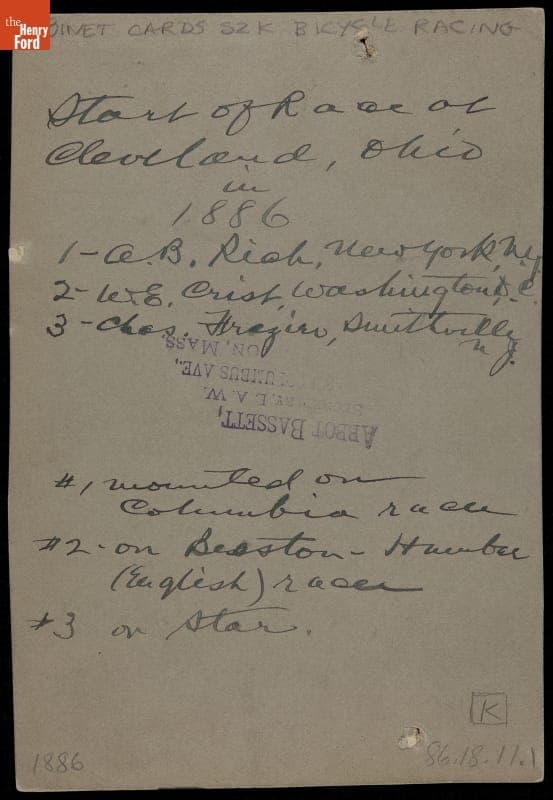 the
Henry
Ford
CABINET CARDS SZK BICYCLE RACING
Start of Race at
Cleveland, Ohio
in
1886
1-A.B. Rich, New York, N.Y.
2-W.E. Crist, Washington, D.C.
3-Chas. Frazier, Smithville,
N.J.
ABBOT BASSETT,
SECRETARY L. A. W.
COLUMBUS AVE.,
ON, MASS.
#1 mounted on
Columbia racer
#2-on Beeston-Humber
(English) racer
#3 on Star.
K
1886
86.18.11.1